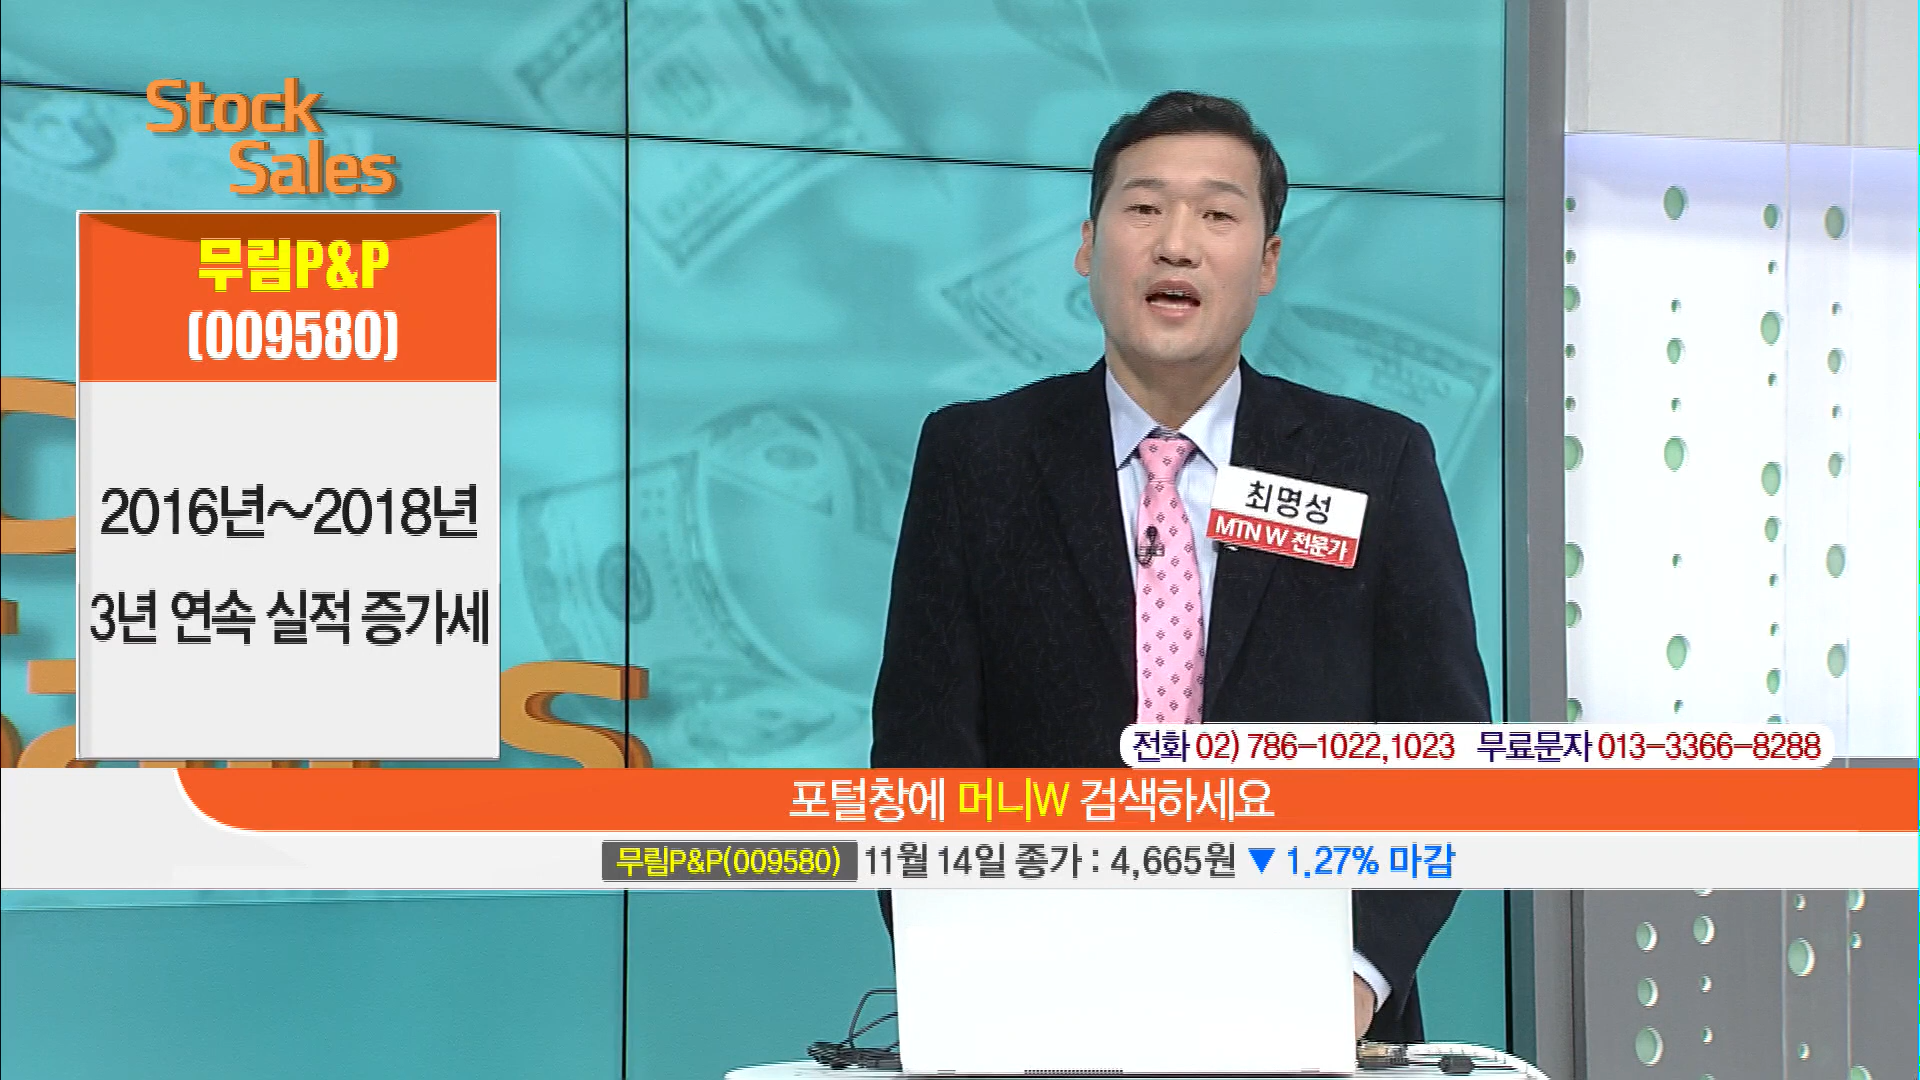 Stock
Sales
무림P&P
(009580)
2016년~2018년
3년 연속 실적 증가세
최명성
MTN W 전문가
전화 02) 786-1022,1023 무료문자 013-3366-8288
포털창에 머니W 검색하세요
무림P&P(009580) 11월 14일 종가 : 4,665원 ▼ 1.27% 마감